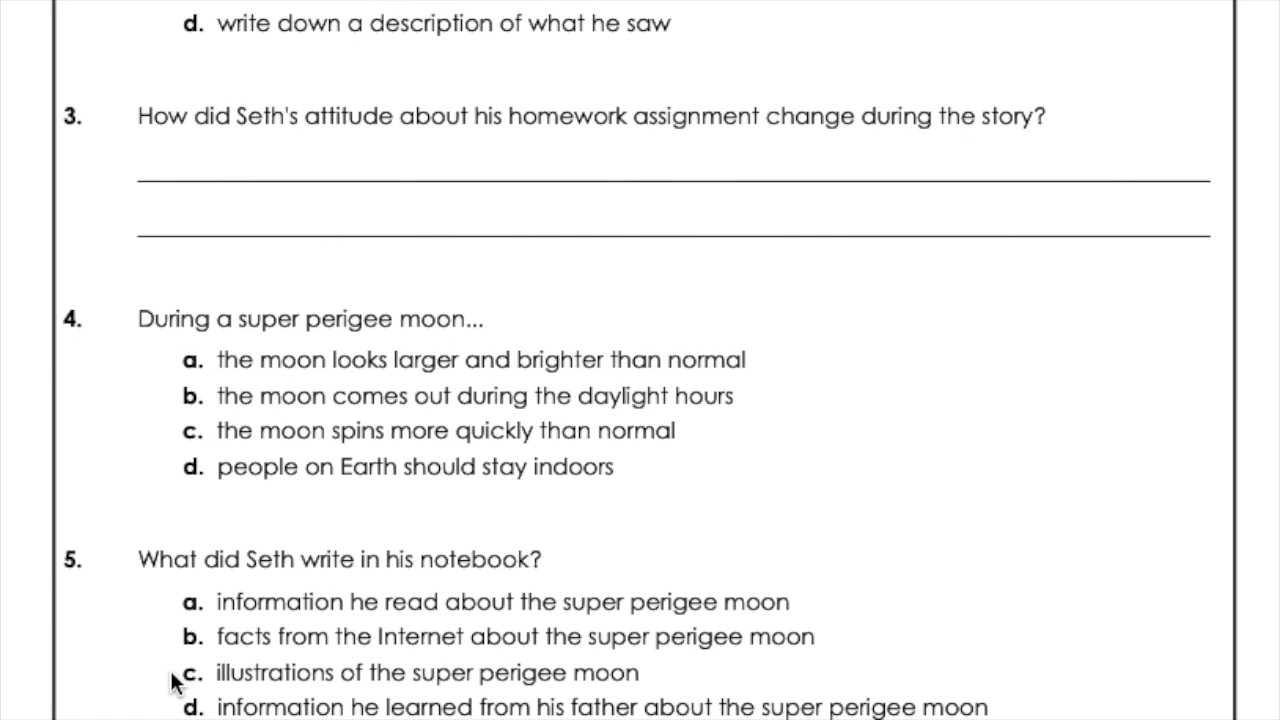 d. write down a description of what he saw
3. How did Seth's attitude about his homework assignment change during the story?
4. During a super perigee moon...
a. the moon looks larger and brighter than normal
b. the moon comes out during the daylight hours
c. the moon spins more quickly than normal
d. people on Earth should stay indoors
5. What did Seth write in his notebook?
a. information he read about the super perigee moon
b. facts from the Internet about the super perigee moon
c. illustrations of the super perigee moon
d. information he learned from his father about the super perigee moon